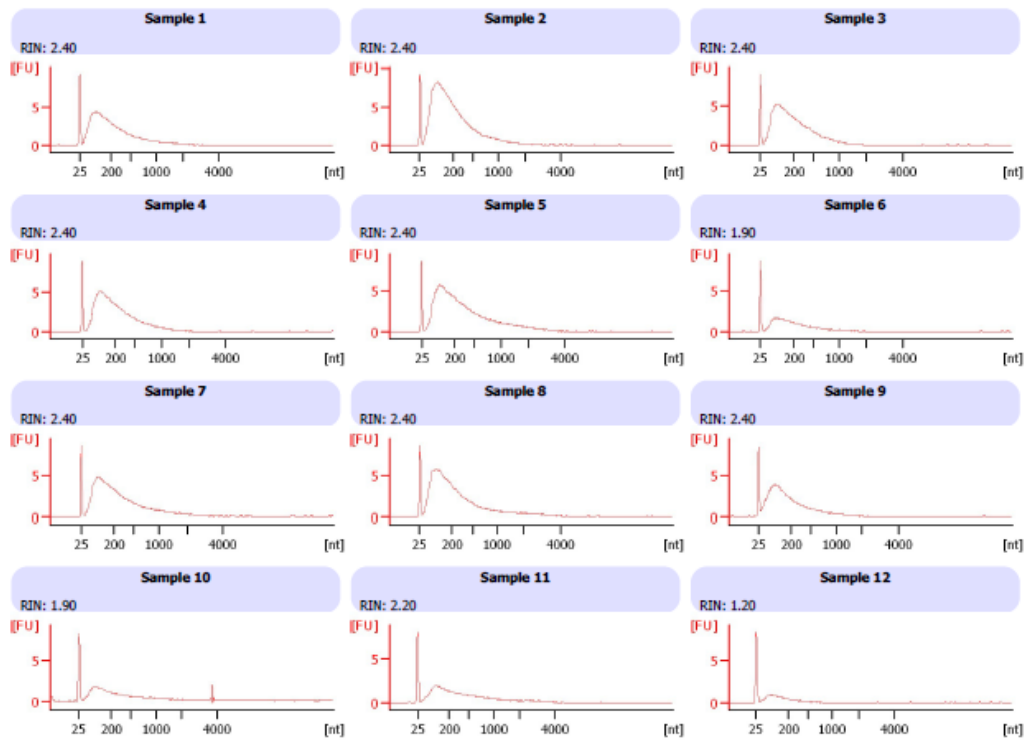 Sample 1
RIN: 2.40
[FU]
5
0
25 200 1000 4000 [nt]
Sample 2
RIN: 2.40
[FU]
5
0
25 200 1000 4000 [nt]
Sample 3
RIN: 2.40
[FU]
5
0
25 200 1000 4000 [nt]
Sample 4
RIN: 2.40
[FU]
5
0
25 200 1000 4000 [nt]
Sample 5
RIN: 2.40
[FU]
5
0
25 200 1000 4000 [nt]
Sample 6
RIN: 1.90
[FU]
5
0
25 200 1000 4000 [nt]
Sample 7
RIN: 2.40
[FU]
5
0
25 200 1000 4000 [nt]
Sample 8
RIN: 2.40
[FU]
5
0
25 200 1000 4000 [nt]
Sample 9
RIN: 2.40
[FU]
5
0
25 200 1000 4000 [nt]
Sample 10
RIN: 1.90
[FU]
5
0
25 200 1000 4000 [nt]
Sample 11
RIN: 2.20
[FU]
5
0
25 200 1000 4000 [nt]
Sample 12
RIN: 1.20
[FU]
5
0
25 200 1000 4000 [nt]